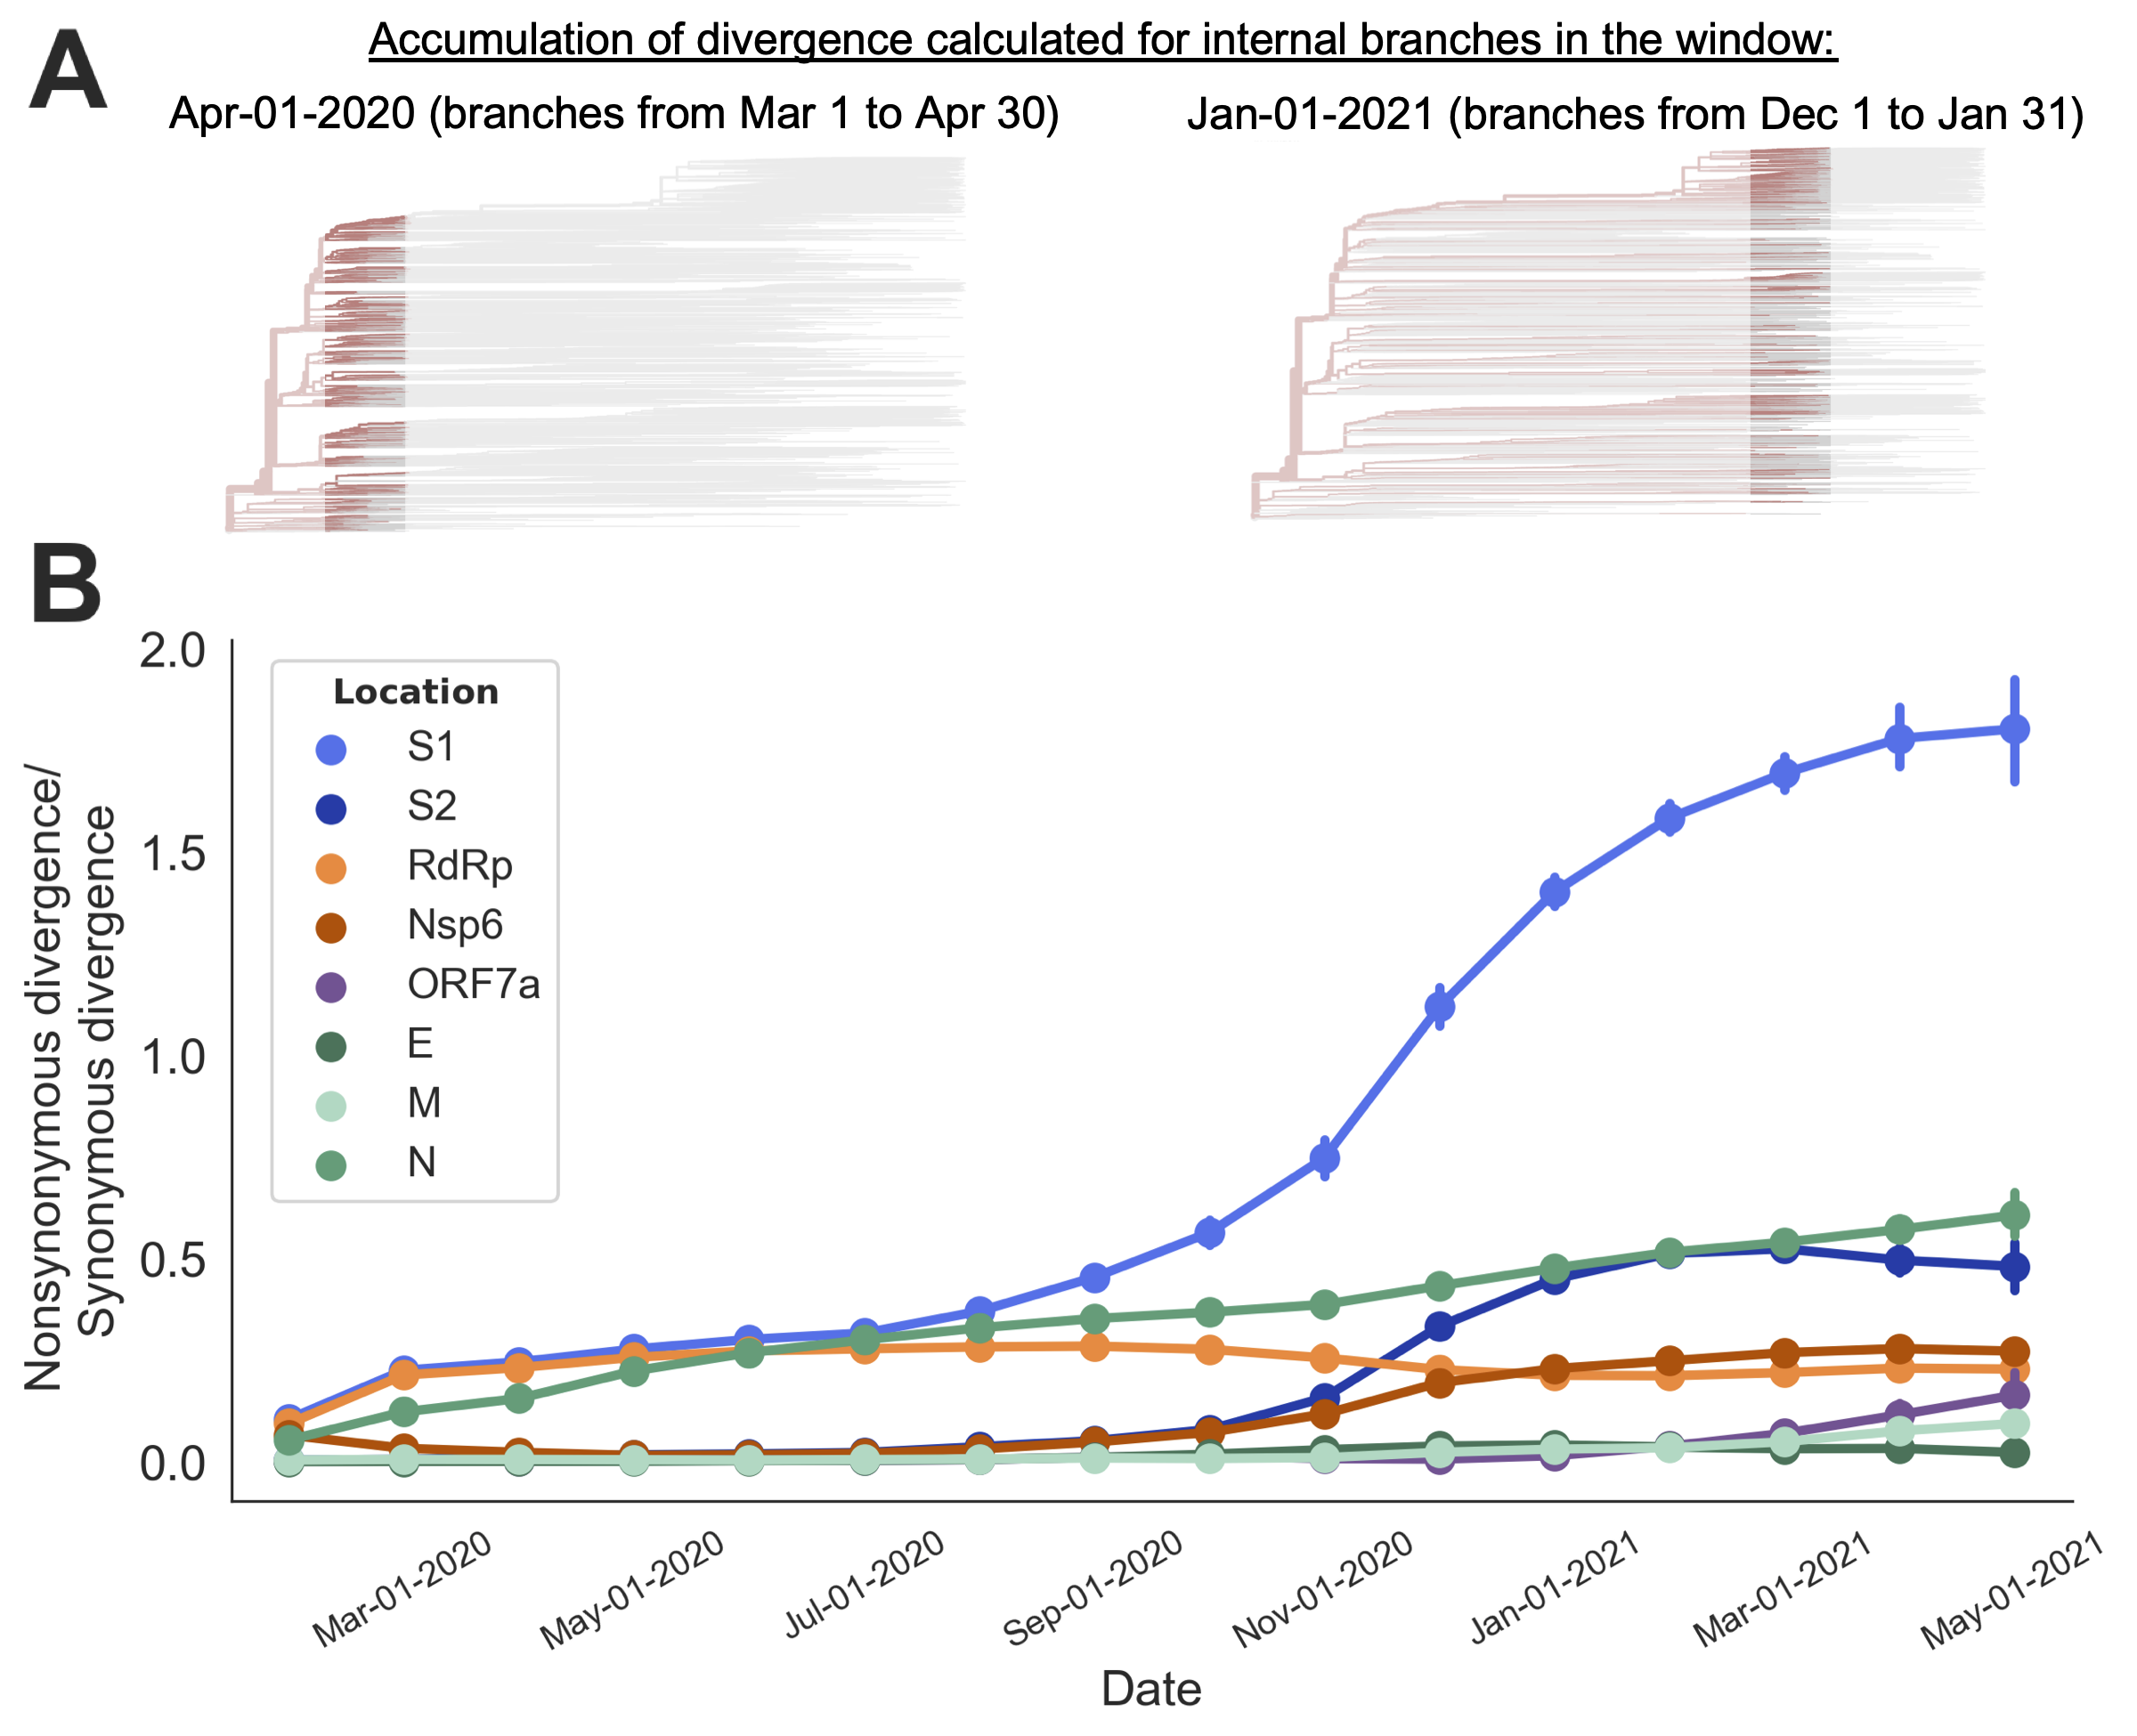 A
Accumulation of divergence calculated for internal branches in the window:
Apr-01-2020 (branches from Mar 1 to Apr 30)
Jan-01-2021 (branches from Dec 1 to Jan 31)
B
Nonsynonymous divergence/
Synonymous divergence
2.0
1.5
1.0
0.5
0.0
Location
S1
S2
RdRp
Nsp6
ORF7a
E
M
N
Mar-01-2020
May-01-2020
Jul-01-2020
Sep-01-2020
Nov-01-2020
Jan-01-2021
Mar-01-2021
May-01-2021
Date